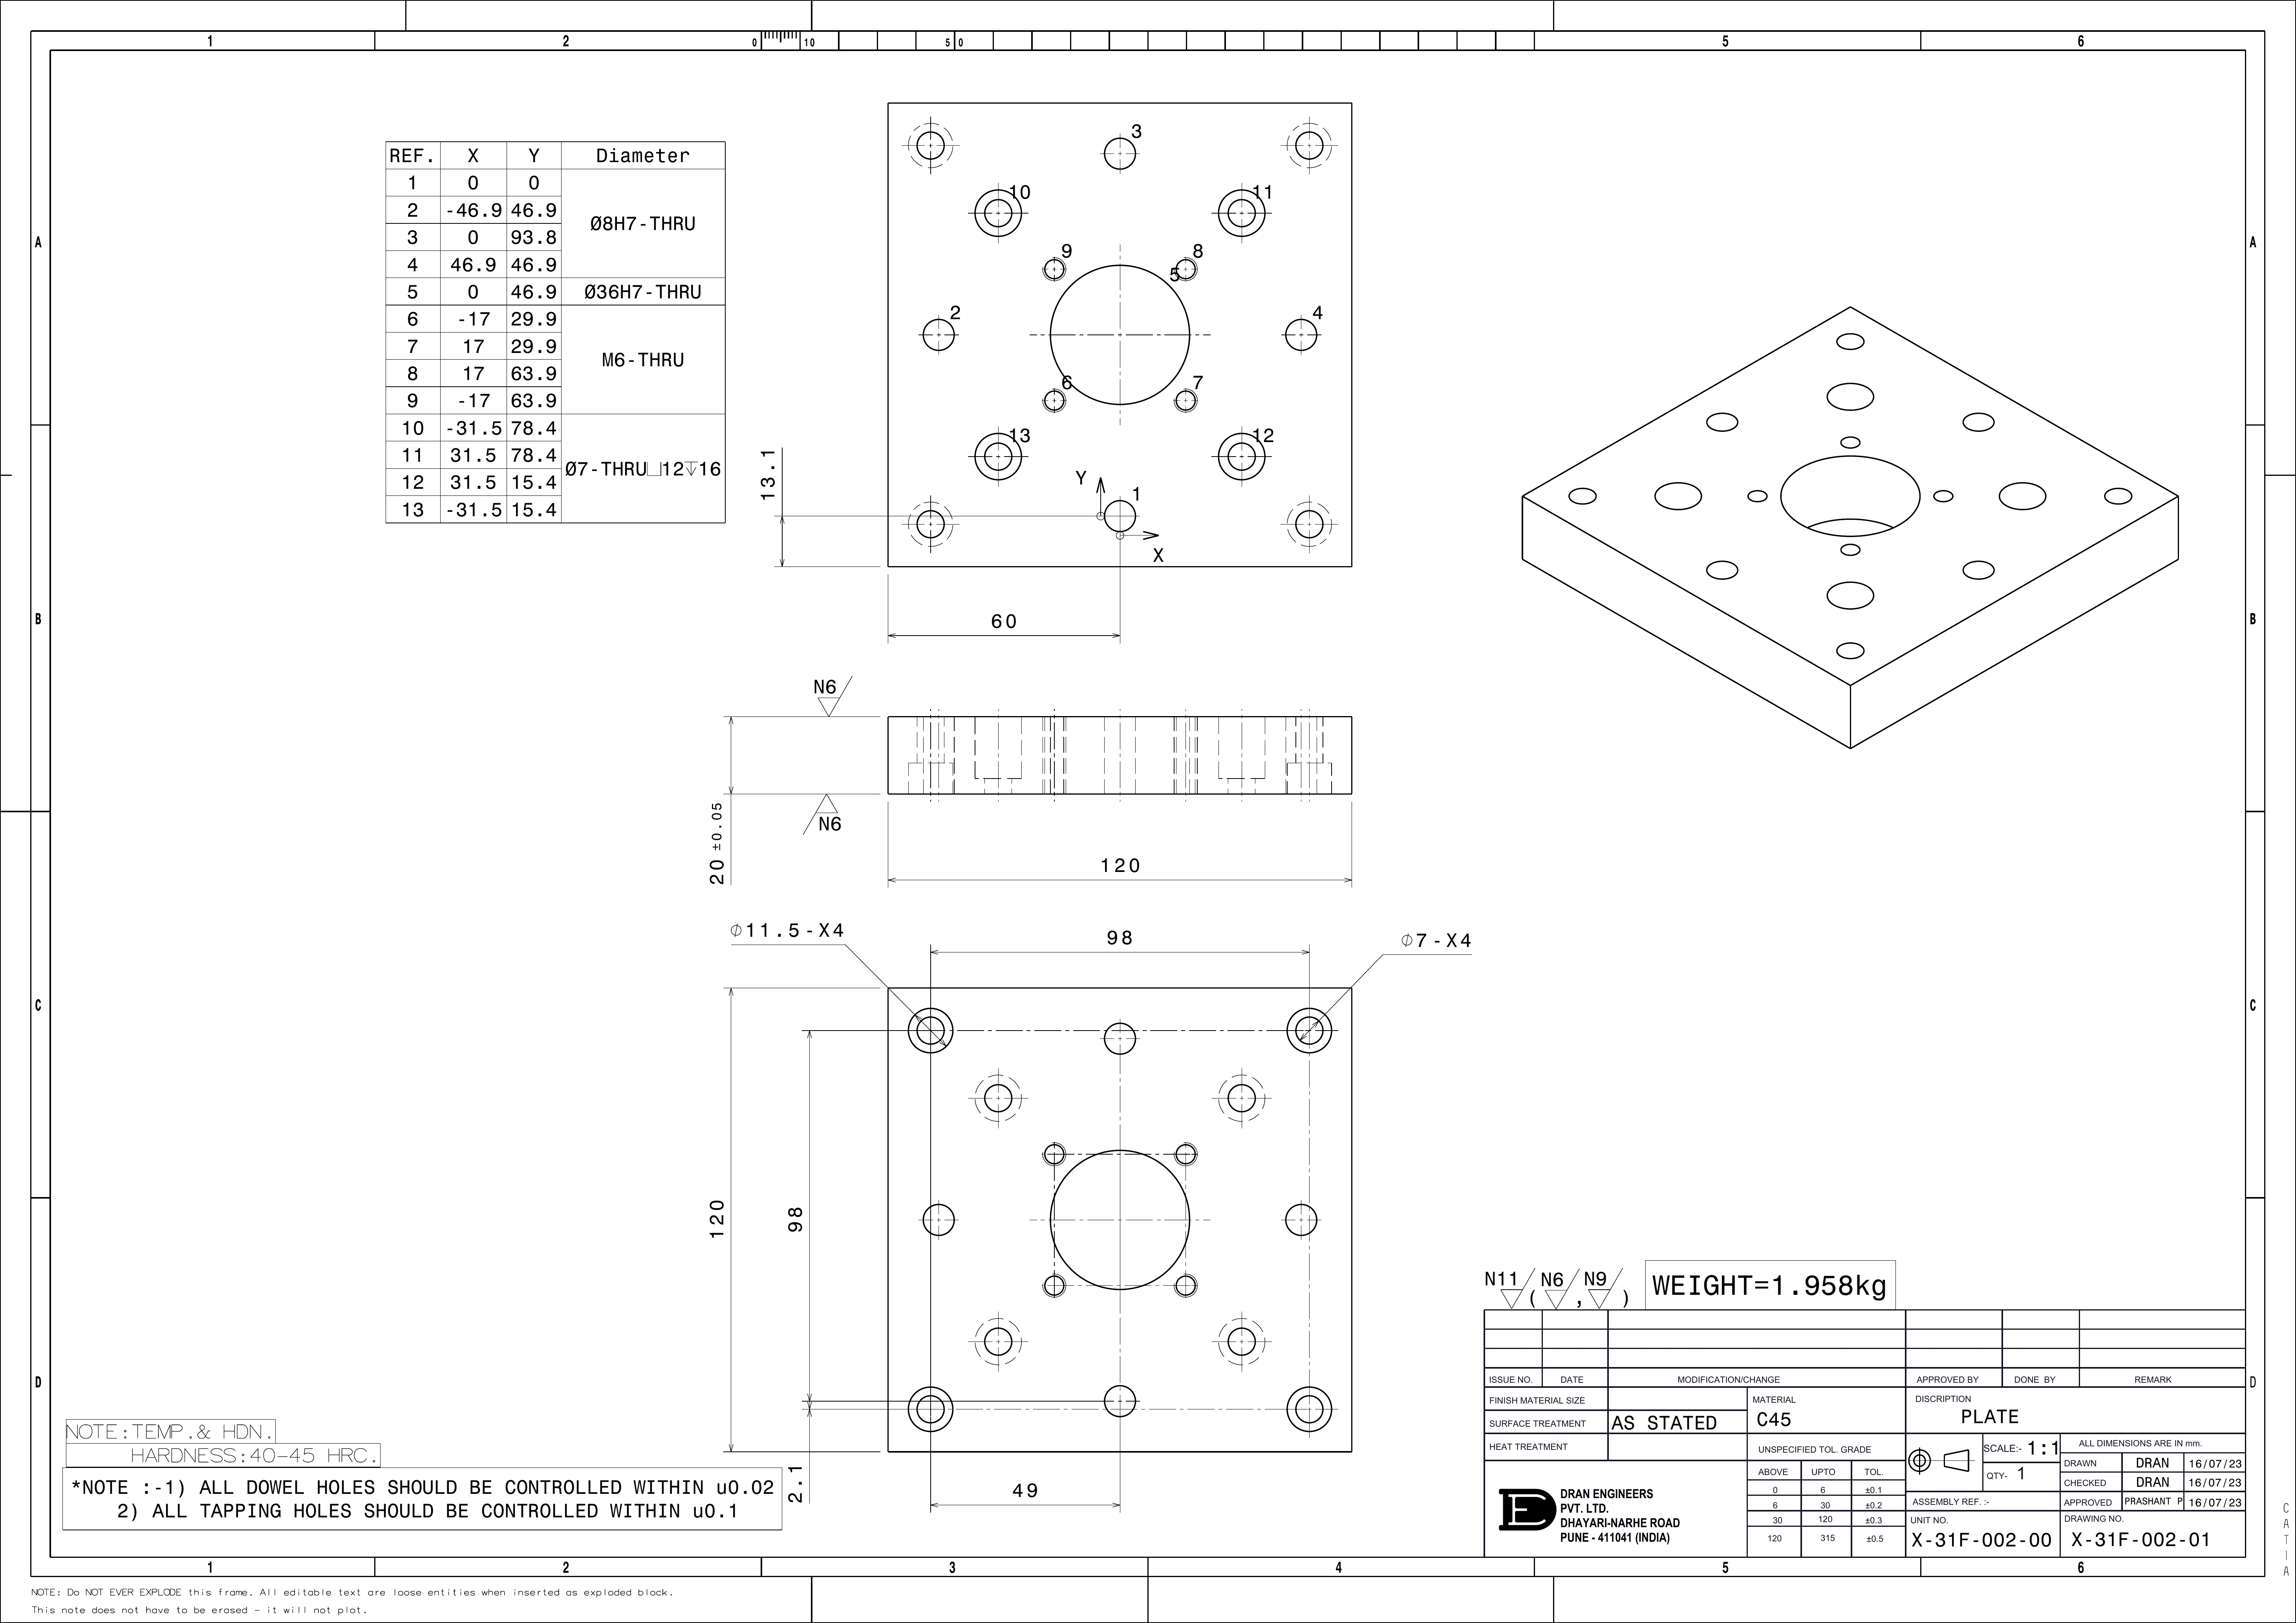 1 2 0 10 50 5 6
A A
B B
C C
D D
REF. X Y Diameter
1 0 0 Ø8H7-THRU
2 -46.9 46.9
3 0 93.8
4 46.9 46.9
5 0 46.9 Ø36H7-THRU
6 -17 29.9 M6-THRU
7 17 29.9
8 17 63.9
9 -17 63.9
10 -31.5 78.4 Ø7-THRU⌴12↧16
11 31.5 78.4
12 31.5 15.4
13 -31.5 15.4
3
10 11
9 8
5
2 4
6 7
13 12
1
Y
X
13.1
60
N6
N6
20 ±0.05
120
Ø11.5-X4
98
Ø7-X4
120
98
2.1
49
NOTE:TEMP.& HDN.
HARDNESS:40-45 HRC.
*NOTE :-1) ALL DOWEL HOLES SHOULD BE CONTROLLED WITHIN u0.02
2) ALL TAPPING HOLES SHOULD BE CONTROLLED WITHIN u0.1
N11 ( N6 , N9 )
WEIGHT=1.958kg
ISSUE NO. DATE MODIFICATION/CHANGE APPROVED BY DONE BY REMARK
FINISH MATERIAL SIZE
SURFACE TREATMENT AS STATED
HEAT TREATMENT
MATERIAL
C45
UNSPECIFIED TOL. GRADE
ABOVE UPTO TOL.
0 6 ±0.1
6 30 ±0.2
30 120 ±0.3
120 315 ±0.5
DISCRIPTION
PLATE
SCALE:- 1:1
QTY- 1
ALL DIMENSIONS ARE IN mm.
DRAWN DRAN 16/07/23
CHECKED DRAN 16/07/23
APPROVED PRASHANT P 16/07/23
ASSEMBLY REF. :-
UNIT NO.
X-31F-002-00
DRAWING NO.
X-31F-002-01
DRAN ENGINEERS
PVT. LTD.
DHAYARI-NARHE ROAD
PUNE - 411041 (INDIA)
1 2 3 4 5 6
CATIA
NOTE: Do NOT EVER EXPLODE this frame. All editable text are loose entities when inserted as exploded block.
This note does not have to be erased - it will not plot.